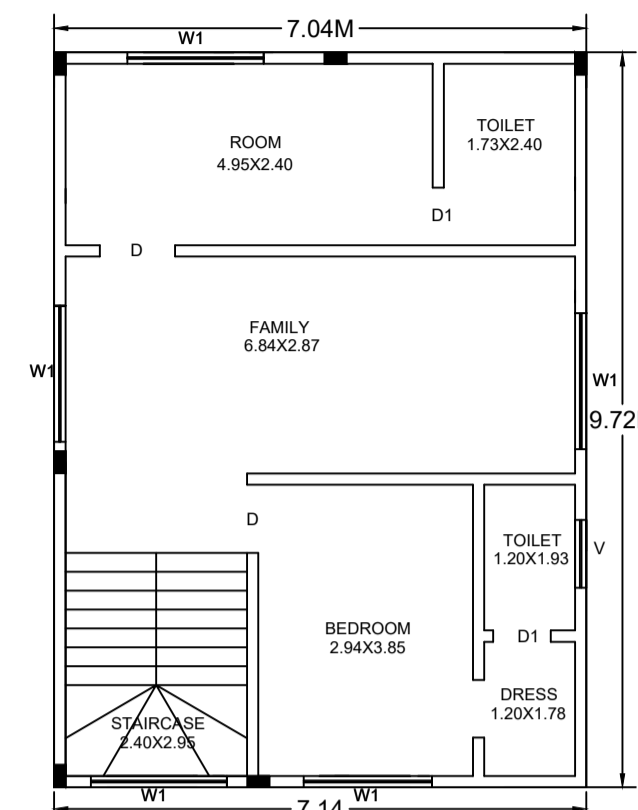 7.04M
W1
ROOM
4.95X2.40
TOILET
1.73X2.40
D1
D
FAMILY
6.84X2.87
W1
W1
9.72
D
TOILET
1.20X1.93
V
BEDROOM
2.94X3.85
D1
DRESS
1.20X1.78
STAIRCASE
2.40X2.95
W1
W1
7.14